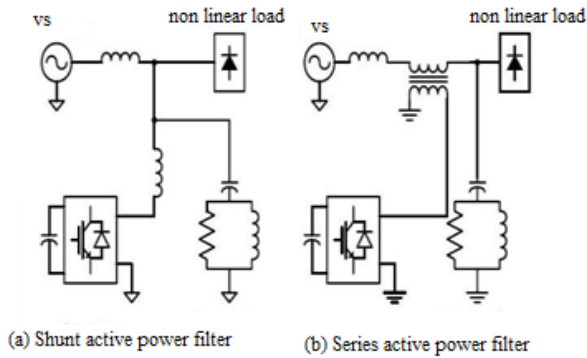 vs
non linear load
vs
non linear load
(a) Shunt active power filter
(b) Series active power filter